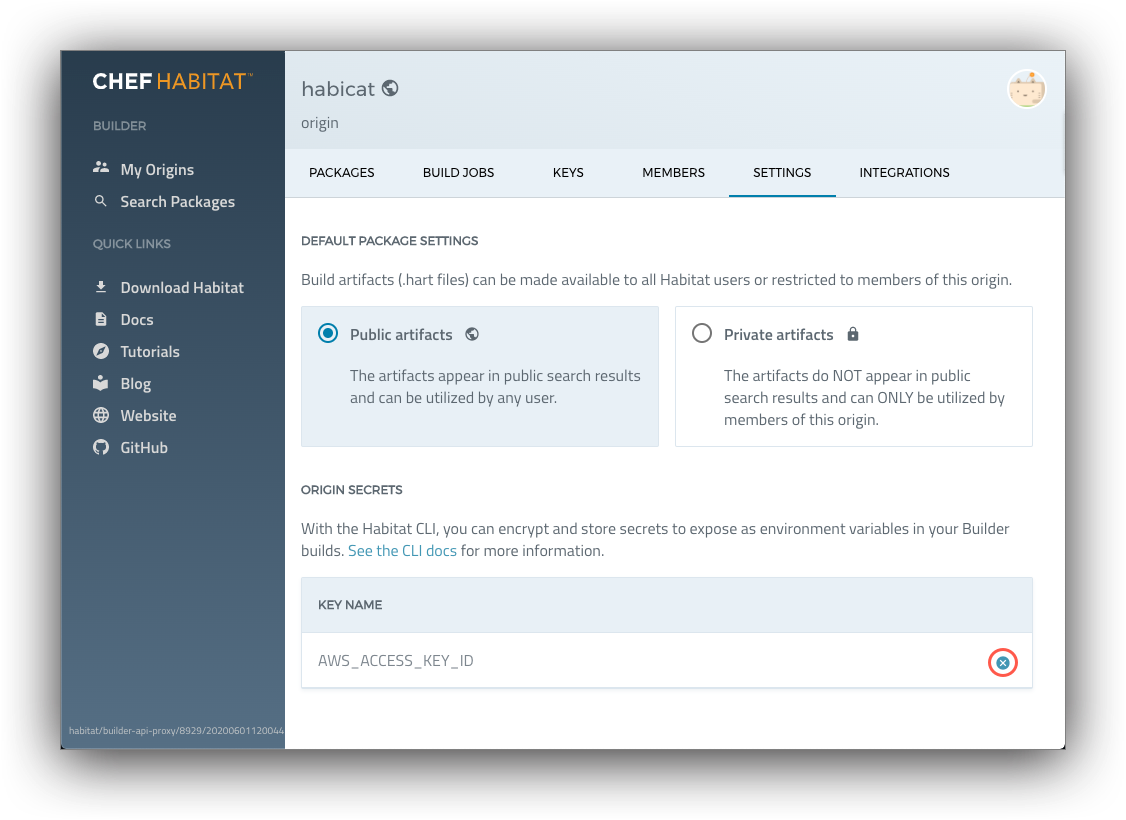 CHEF HABITAT™
BUILDER
My Origins
Search Packages
QUICK LINKS
Download Habitat
Docs
Tutorials
Blog
Website
GitHub
habitat/builder-api-proxy/8929/20200601120044
habicat
origin
PACKAGES BUILD JOBS KEYS MEMBERS SETTINGS INTEGRATIONS
DEFAULT PACKAGE SETTINGS
Build artifacts (.hart files) can be made available to all Habitat users or restricted to members of this origin.
Public artifacts
The artifacts appear in public search results
and can be utilized by any user.
Private artifacts
The artifacts do NOT appear in public
search results and can ONLY be utilized by
members of this origin.
ORIGIN SECRETS
With the Habitat CLI, you can encrypt and store secrets to expose as environment variables in your Builder
builds. See the CLI docs for more information.
KEY NAME
AWS_ACCESS_KEY_ID